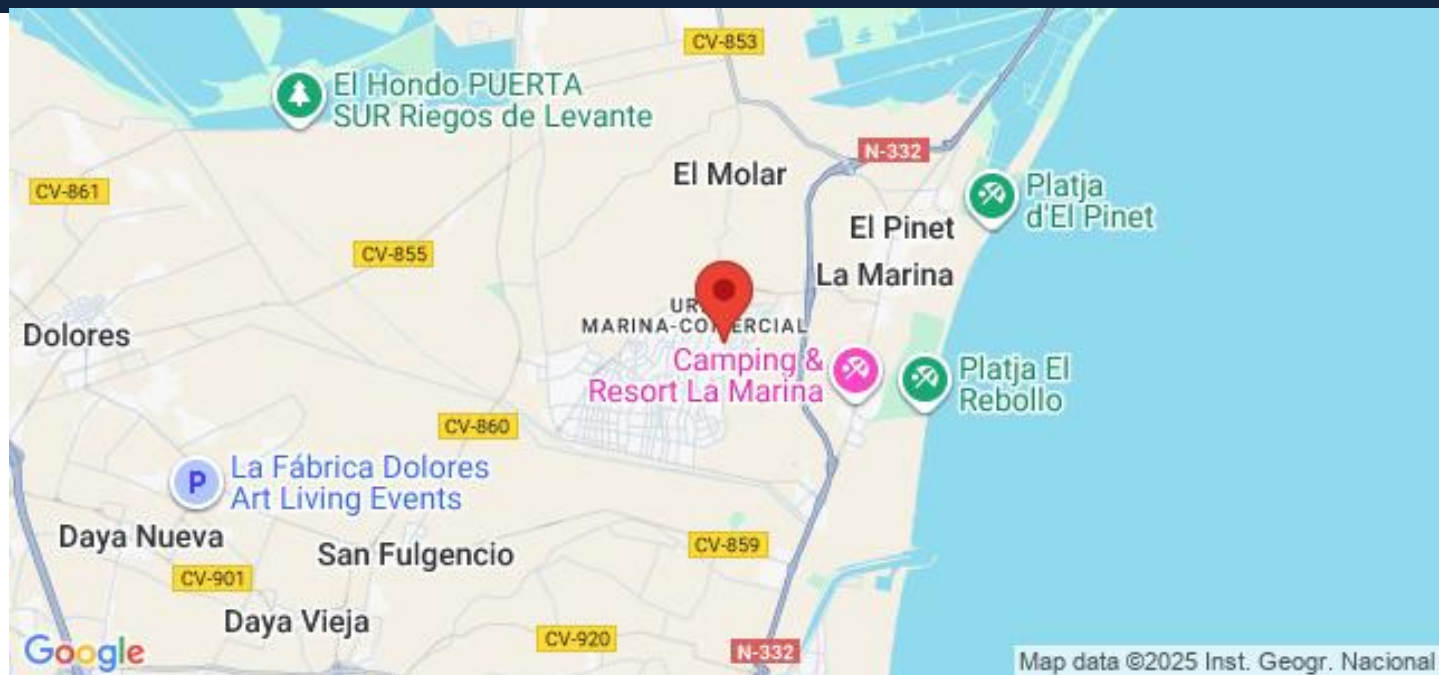 CV-853
El Hondo PUERTA
SUR Riegos de Levante
N-332
El Molar
CV-861
Platja
d'El Pinet
El Pinet
CV-855
La Marina
MARINA-COMERCIAL
Dolores
Camping &
Resort La Marina
Platja El
Rebollo
CV-860
La Fábrica Dolores
Art Living Events
P
Daya Nueva
San Fulgencio
CV-859
CV-901
Daya Vieja
CV-920
N-332
Google
Map data ©2025 Inst. Geogr. Nacional